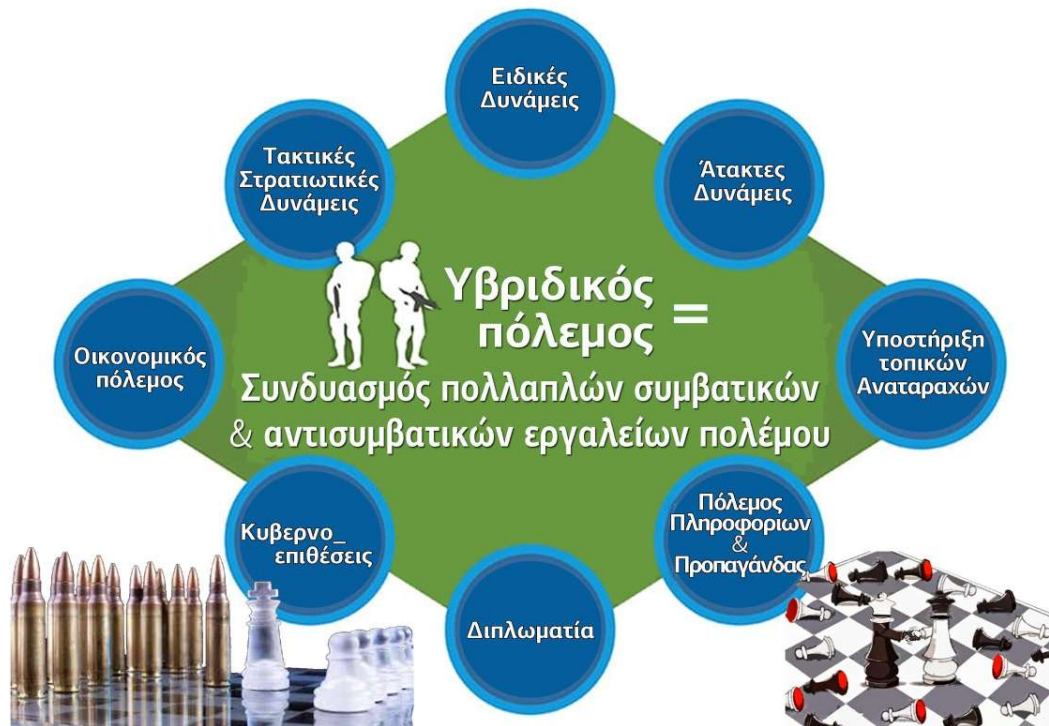 Ειδικές
Δυνάμεις
Τακτικές
Στρατιωτικές
Δυνάμεις
Άτακτες
Δυνάμεις
Υβριδικός
πόλεμος =
Οικονομικός
πόλεμος
Υποστήριξη
τοπικών
Αναταραχών
Συνδυασμός πολλαπλών συμβατικών
& αντισυμβατικών εργαλείων πολέμου
Κυβερνο_
επιθέσεις
Πόλεμος
Πληροφοριων
&
Προπαγάνδας
Διπλωματία